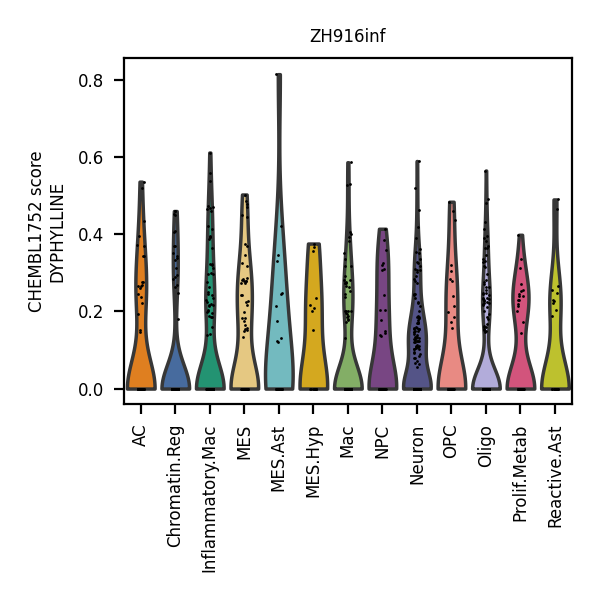 ZH916inf
CHEMBL1752 score
DYPHYLLINE
0.8
0.6
0.4
0.2
0.0
AC
Chromatin.Reg
Inflammatory.Mac
MES
MES.Ast
MES.Hyp
Mac
NPC
Neuron
OPC
Oligo
Prolif.Metab
Reactive.Ast